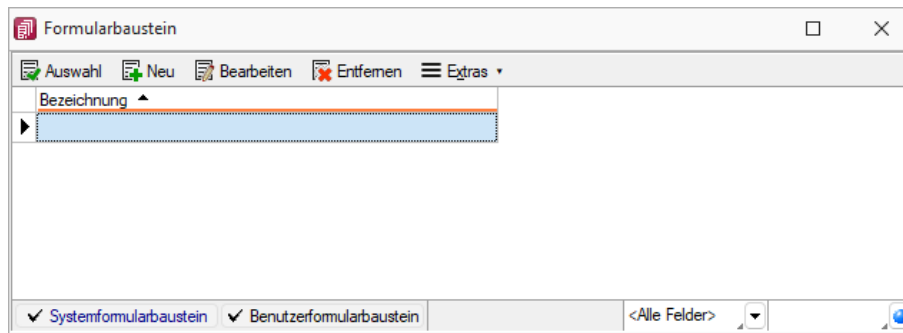 Formularbaustein
Auswahl Neu Bearbeiten Entfernen Extras
Bezeichnung
Systemformularbaustein Benutzerformularbaustein <Alle Felder>